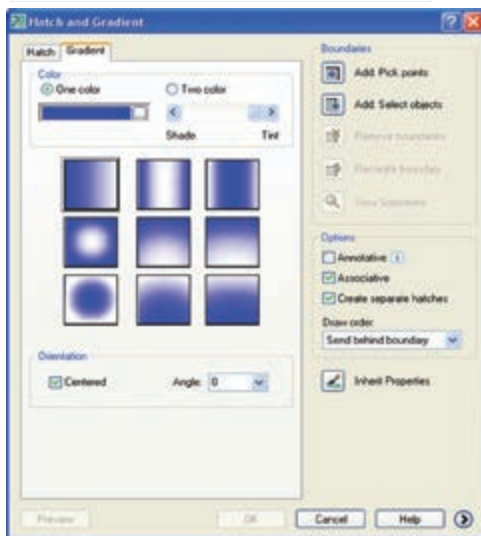 Hatch and Gradient
Hatch
Gradient
Color
One color
Two color
Shade
Tint
Orientation
Centered
Angle: 0
Boundaries
Add: Pick points
Add: Select objects
Remove boundaries
Recreate boundary
View Selections
Options
Annotative
Associative
Create separate hatches
Draw order:
Send behind boundary
Inherit Properties
Preview
OK
Cancel
Help